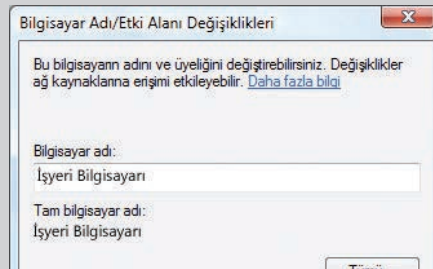 Bilgisayar Adı/Etki Alanı Değişiklikleri
Bu bilgisayarın adını ve üyeliğini değiştirebilirsiniz. Değişiklikler
ağ kaynaklarına erişimi etkileyebilir. Daha fazla bilgi
Bilgisayar adı:
İşyeri Bilgisayarı
Tam bilgisayar adı:
İşyeri Bilgisayarı